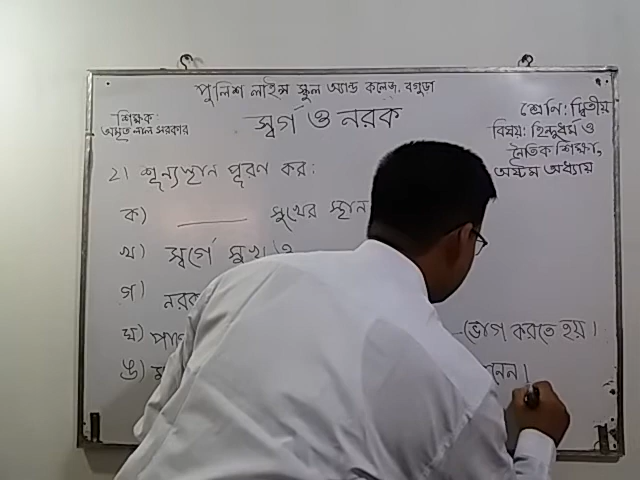 পুলিশ লাইন্স স্কুল অ্যান্ড কলেজ, বগুড়া
শিক্ষক:
অমৃত লাল সরকার
স্বর্গ ও নরক
শ্রেণি: দ্বিতীয়
বিষয়: হিন্দুধর্ম ও
নৈতিক শিক্ষা,
অষ্টম অধ্যায়
২। শূন্যস্থান পূরণ কর:
ক) ______ সুখের স্থান
খ) স্বর্গে সুখ ও
গ) নরক
ঘ) ভোগ করতে হয়।
ঙ)